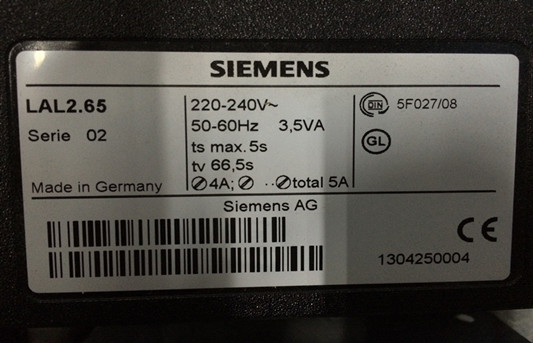 SIEMENS
LAL2.65
Serie 02
Made in Germany
220-240V~
50-60Hz 3,5VA
ts max. 5s
tv 66,5s
⊘4A; ⊘ ··⊘total 5A
DIN 5F027/08
GL
Siemens AG
CE
1304250004